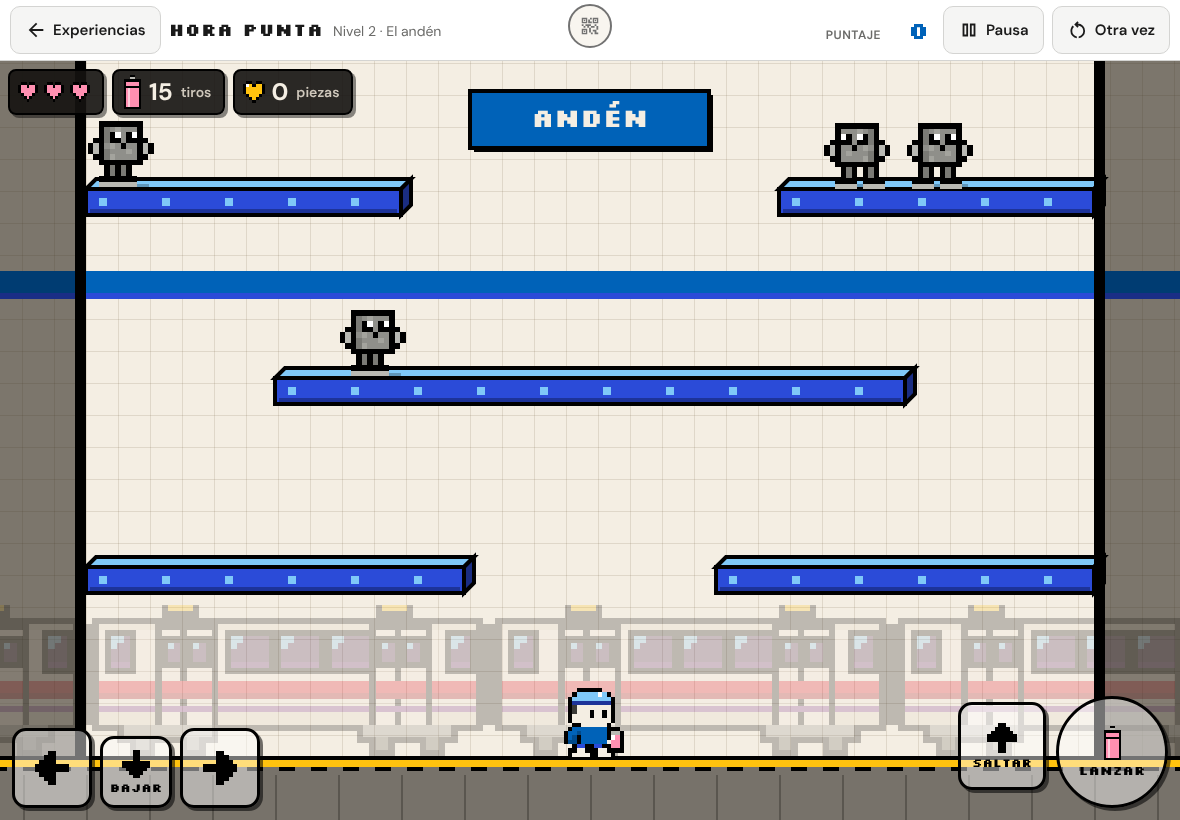 Experiencias
HORA PUNTA
Nivel 2 · El andén
PUNTAJE
0
Pausa
Otra vez
15 tiros
0 piezas
ANDÉN
BAJAR
SALTAR
LANZAR